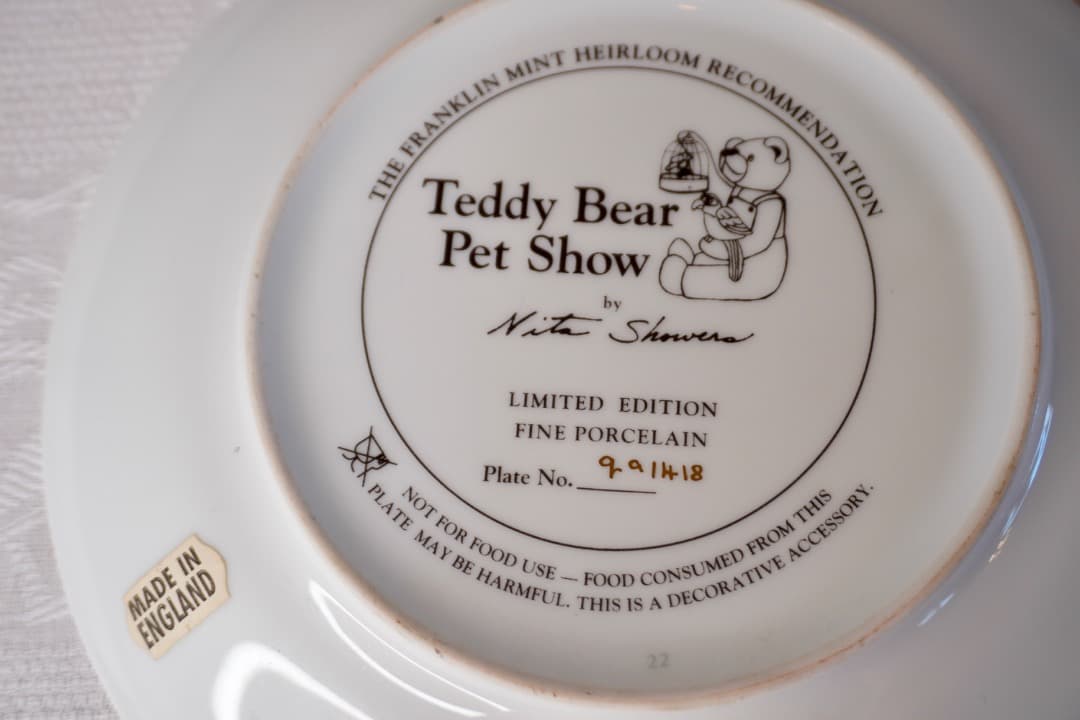 THE FRANKLIN MINT HEIRLOOM RECOMMENDATION
Teddy Bear
Pet Show
by
Nita Showers
LIMITED EDITION
FINE PORCELAIN
Plate No.
NOT FOR FOOD USE — FOOD CONSUMED FROM THIS
PLATE MAY BE HARMFUL. THIS IS A DECORATIVE ACCESSORY.
MADE IN
ENGLAND
22